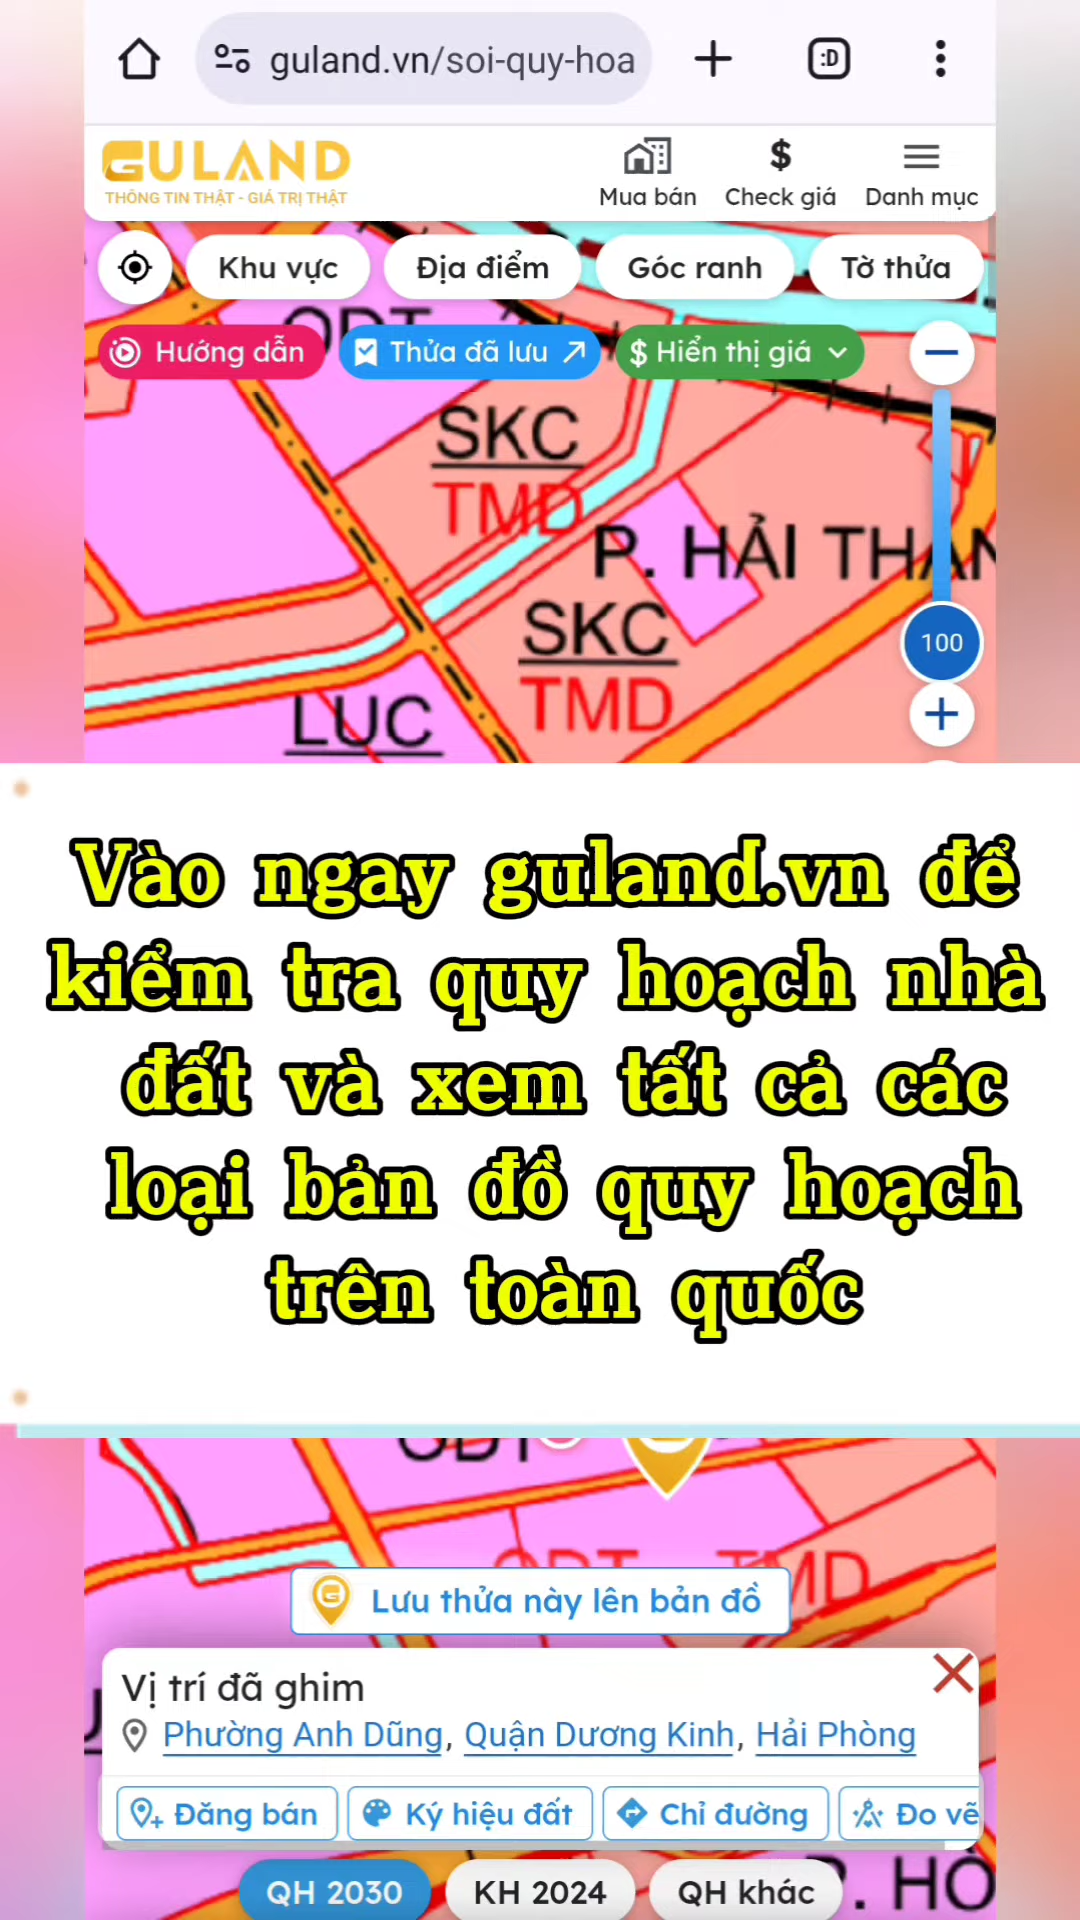 guland.vn/soi-quy-hoa
:D
GULAND
THÔNG TIN THẬT - GIÁ TRỊ THẬT
Mua bán
Check giá
Danh mục
Khu vực
Địa điểm
Góc ranh
Tờ thửa
ODT
Hướng dẫn
Thửa đã lưu
$ Hiển thị giá
SKC
TMD
P. HẢI THÀN
100
SKC
TMD
LUC
Vào ngay guland.vn để
kiểm tra quy hoạch nhà
đất và xem tất cả các
loại bản đồ quy hoạch
trên toàn quốc
ODT TMD
Lưu thửa này lên bản đồ
Vị trí đã ghim
Phường Anh Dũng, Quận Dương Kinh, Hải Phòng
Đăng bán
Ký hiệu đất
Chỉ đường
Đo vẽ
QH 2030
KH 2024
QH khác